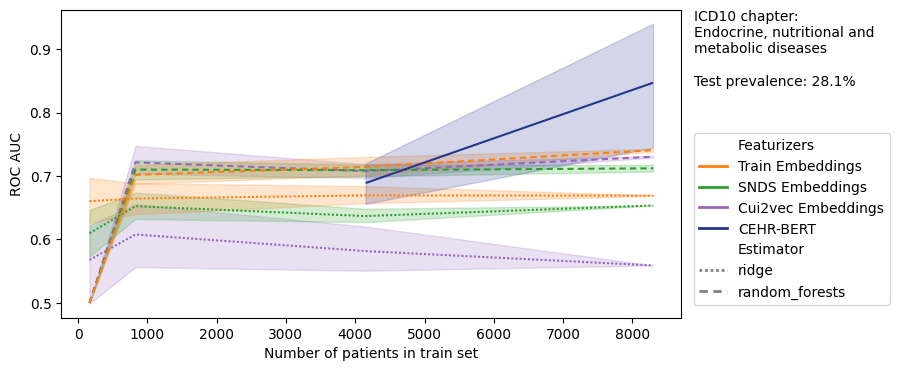 ICD10 chapter:
Endocrine, nutritional and
metabolic diseases
Test prevalence: 28.1%
ROC AUC
0.9
0.8
0.7
0.6
0.5
0 1000 2000 3000 4000 5000 6000 7000 8000
Number of patients in train set
Featurizers
Train Embeddings
SNDS Embeddings
Cui2vec Embeddings
CEHR-BERT
Estimator
ridge
random_forests